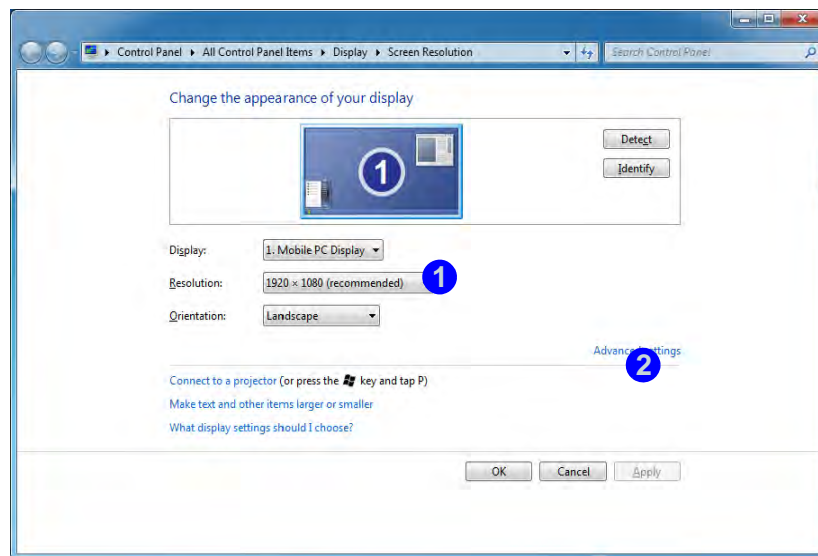 Control Panel ▸ All Control Panel Items ▸ Display ▸ Screen Resolution
Search Control Panel
Change the appearance of your display
1
Detect
Identify
Display: 1. Mobile PC Display
Resolution: 1920 × 1080 (recommended) 1
Orientation: Landscape
2
Connect to a projector (or press the key and tap P)
Make text and other items larger or smaller
What display settings should I choose?
OK Cancel Apply